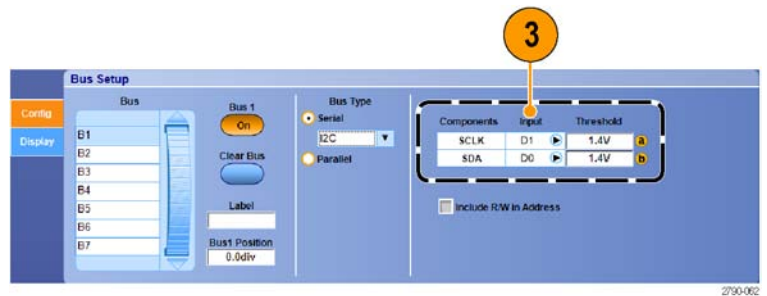 3
Bus Setup
Config
Display
Bus
B1
B2
B3
B4
B5
B6
B7
Bus 1
On
Clear Bus
Label
Bus1 Position
0.0div
Bus Type
Serial
I2C
Parallel
Components Input Threshold
SCLK D1 1.4V a
SDA D0 1.4V b
Include R/W in Address
2790-062